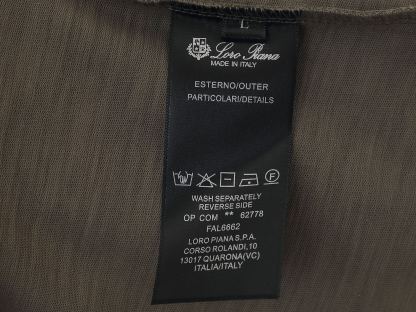 L
Loro Piana
MADE IN ITALY
ESTERNO/OUTER
PARTICOLARI/DETAILS
WASH SEPARATELY
REVERSE SIDE
OP COM ** 62778
FAL6662
LORO PIANA S.P.A.
CORSO ROLANDI,10
13017 QUARONA(VC)
ITALIA/ITALY